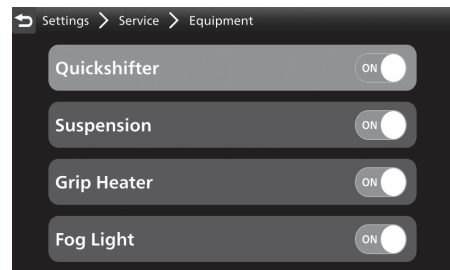 Settings > Service > Equipment
Quickshifter ON
Suspension ON
Grip Heater ON
Fog Light ON